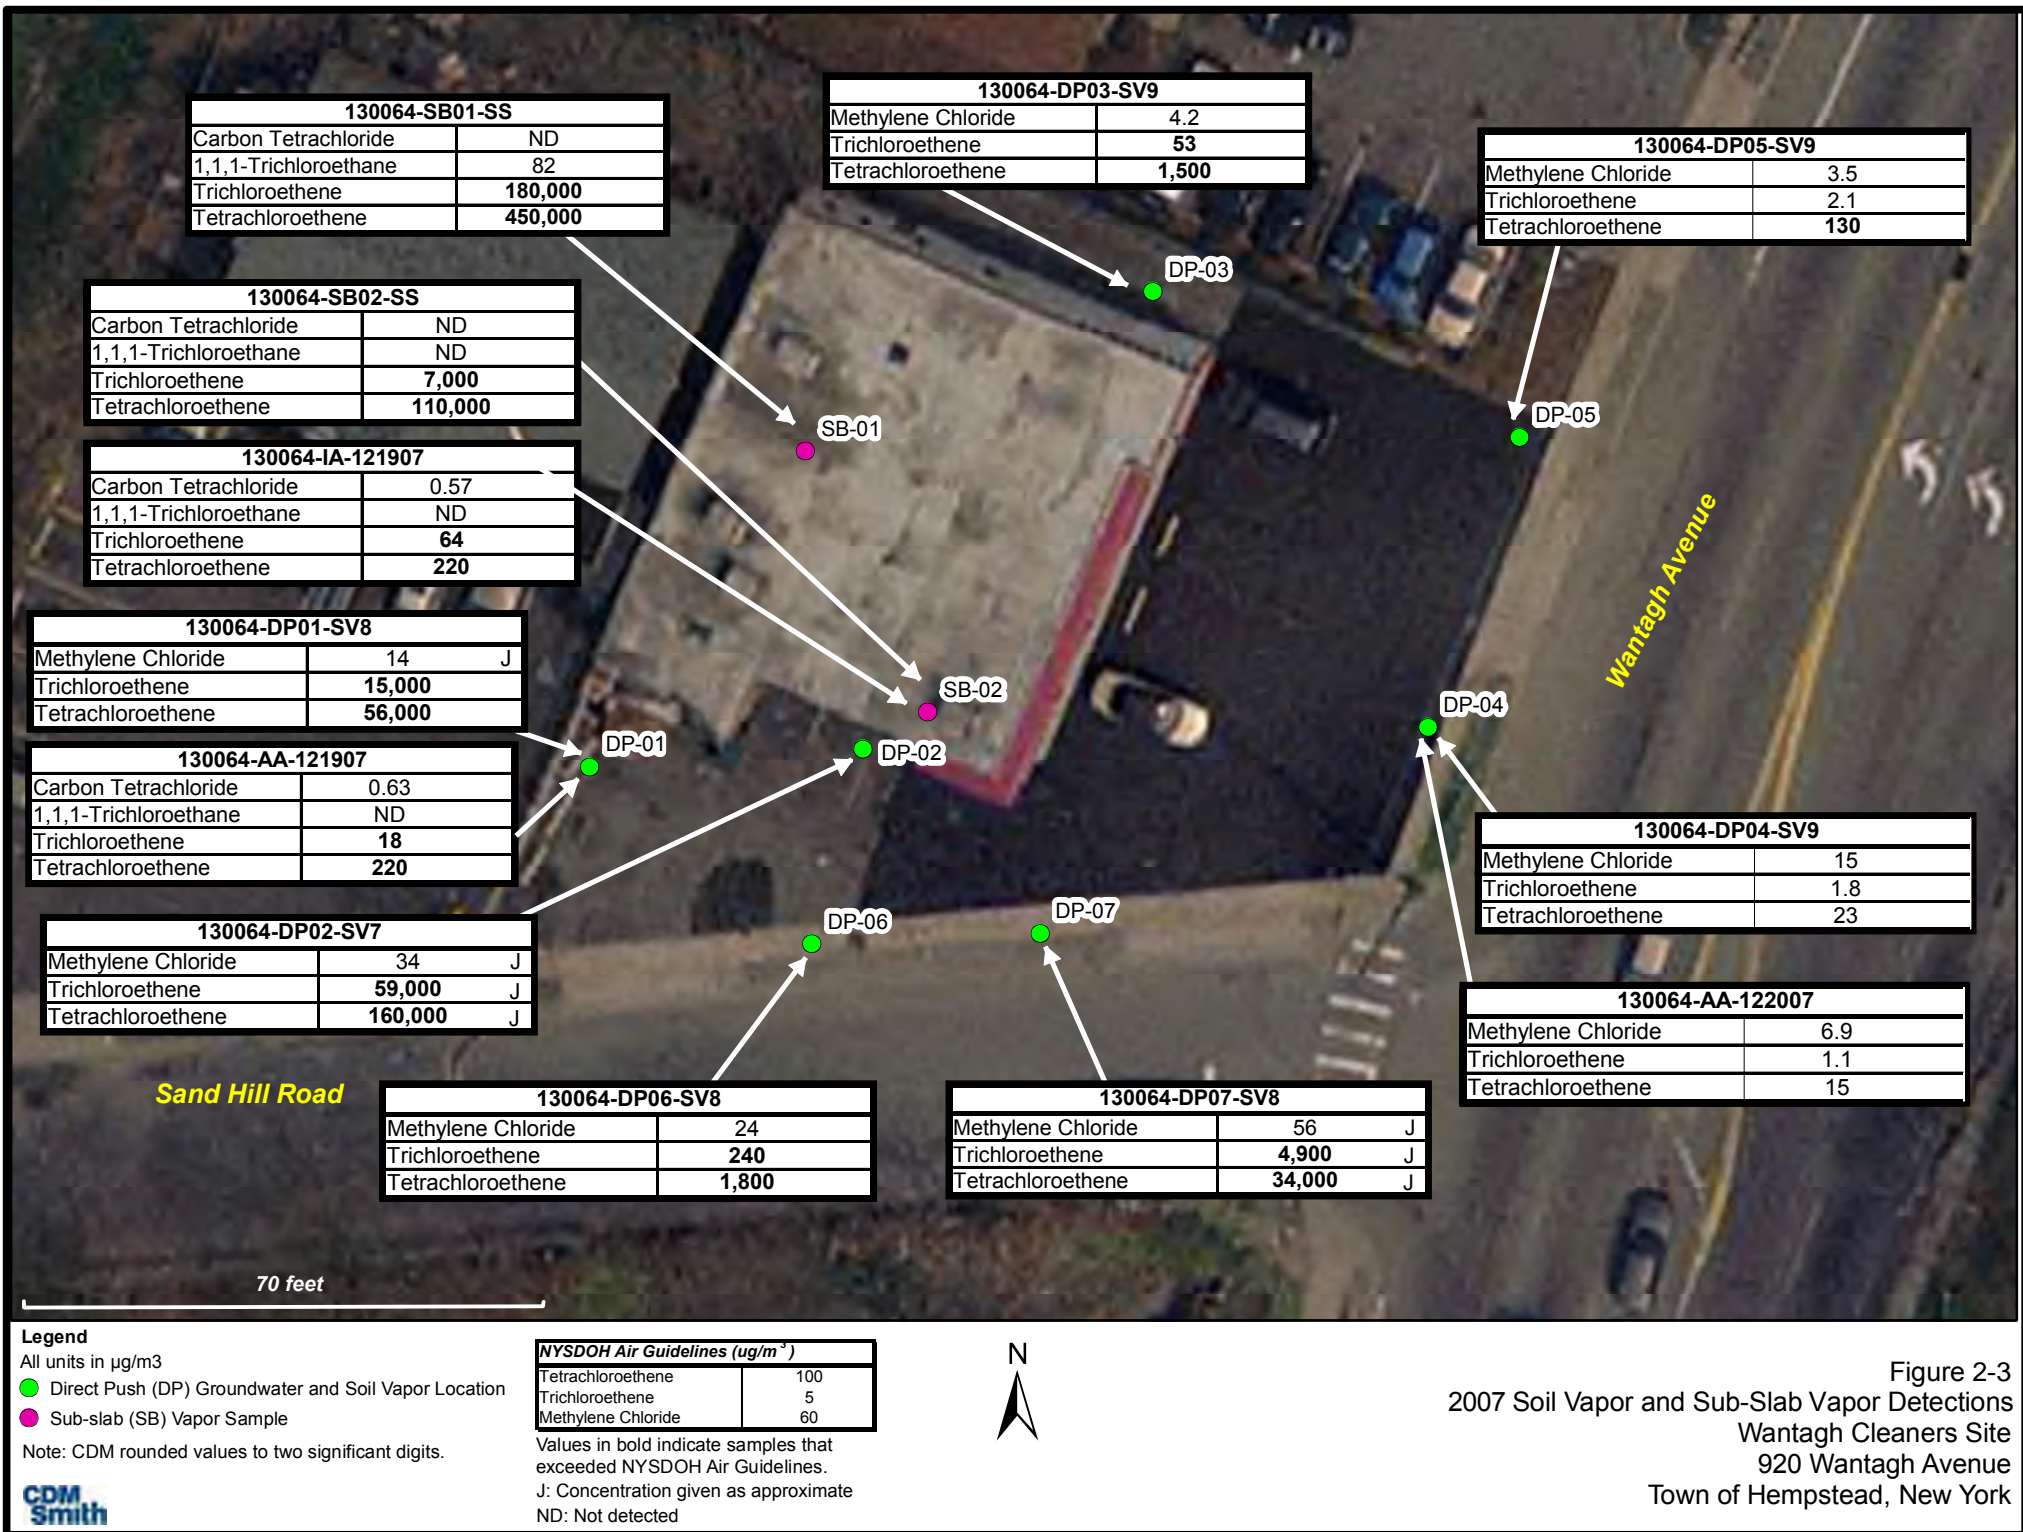 130064-SB01-SS
Carbon Tetrachloride ND
1,1,1-Trichloroethane 82
Trichloroethene 180,000
Tetrachloroethene 450,000
130064-DP03-SV9
Methylene Chloride 4.2
Trichloroethene 53
Tetrachloroethene 1,500
130064-DP05-SV9
Methylene Chloride 3.5
Trichloroethene 2.1
Tetrachloroethene 130
130064-SB02-SS
Carbon Tetrachloride ND
1,1,1-Trichloroethane ND
Trichloroethene 7,000
Tetrachloroethene 110,000
130064-IA-121907
Carbon Tetrachloride 0.57
1,1,1-Trichloroethane ND
Trichloroethene 64
Tetrachloroethene 220
130064-DP01-SV8
Methylene Chloride 14 J
Trichloroethene 15,000
Tetrachloroethene 56,000
130064-AA-121907
Carbon Tetrachloride 0.63
1,1,1-Trichloroethane ND
Trichloroethene 18
Tetrachloroethene 220
130064-DP02-SV7
Methylene Chloride 34 J
Trichloroethene 59,000 J
Tetrachloroethene 160,000 J
DP-03
DP-05
SB-01
SB-02
DP-04
DP-01
DP-02
DP-06
DP-07
Wantagh Avenue
130064-DP04-SV9
Methylene Chloride 15
Trichloroethene 1.8
Tetrachloroethene 23
130064-AA-122007
Methylene Chloride 6.9
Trichloroethene 1.1
Tetrachloroethene 15
Sand Hill Road
130064-DP06-SV8
Methylene Chloride 24
Trichloroethene 240
Tetrachloroethene 1,800
130064-DP07-SV8
Methylene Chloride 56 J
Trichloroethene 4,900 J
Tetrachloroethene 34,000 J
70 feet
Legend
All units in µg/m3
Direct Push (DP) Groundwater and Soil Vapor Location
Sub-slab (SB) Vapor Sample
Note: CDM rounded values to two significant digits.
CDM
Smith
NYSDOH Air Guidelines (ug/m³)
Tetrachloroethene 100
Trichloroethene 5
Methylene Chloride 60
Values in bold indicate samples that
exceeded NYSDOH Air Guidelines.
J: Concentration given as approximate
ND: Not detected
N
Figure 2-3
2007 Soil Vapor and Sub-Slab Vapor Detections
Wantagh Cleaners Site
920 Wantagh Avenue
Town of Hempstead, New York